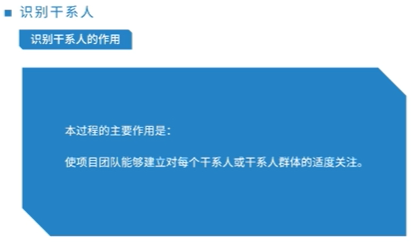 识别干系人
识别干系人的作用
本过程的主要作用是：
使项目团队能够建立对每个干系人或干系人群体的适度关注。